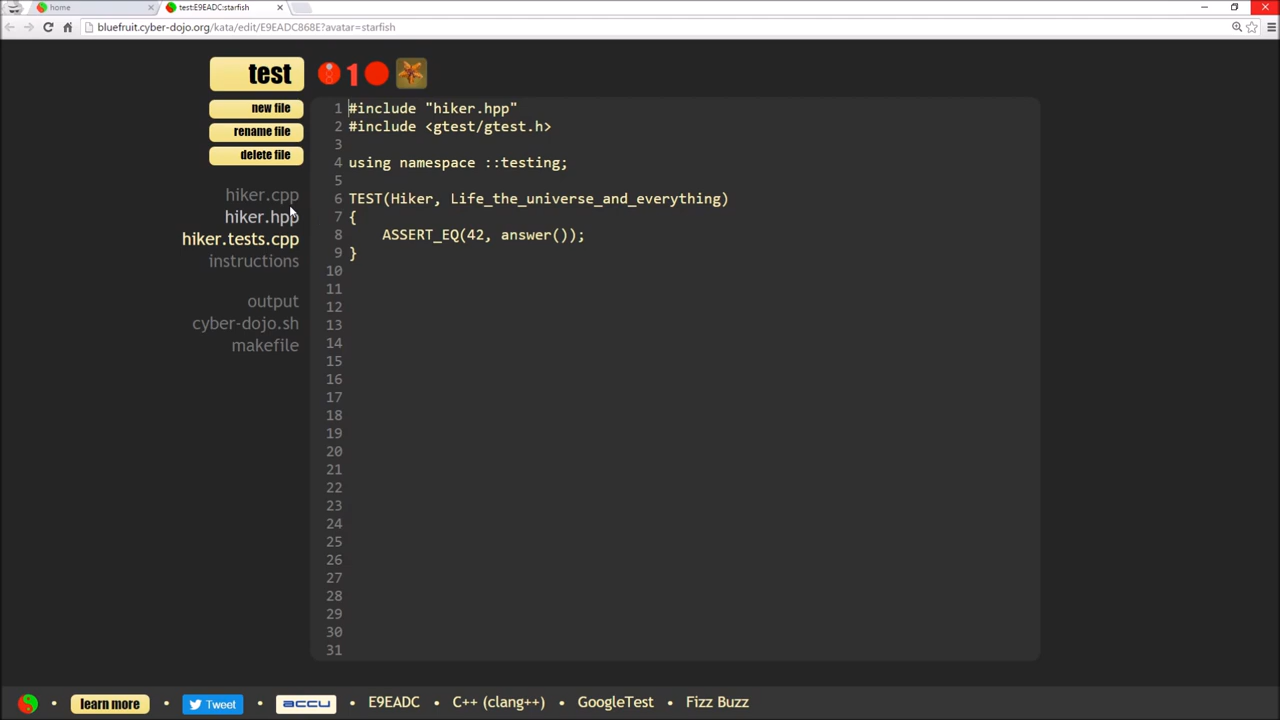 home
test:E9EADC:starfish
bluefruit.cyber-dojo.org/kata/edit/E9EADC868E?avatar=starfish
test
1
new file
rename file
delete file
hiker.cpp
hiker.hpp
hiker.tests.cpp
instructions
output
cyber-dojo.sh
makefile
1 #include "hiker.hpp"
2 #include <gtest/gtest.h>
3
4 using namespace ::testing;
5
6 TEST(Hiker, Life_the_universe_and_everything)
7 {
8 ASSERT_EQ(42, answer());
9 }
10
11
12
13
14
15
16
17
18
19
20
21
22
23
24
25
26
27
28
29
30
31
learn more
Tweet
accu
E9EADC
C++ (clang++)
GoogleTest
Fizz Buzz